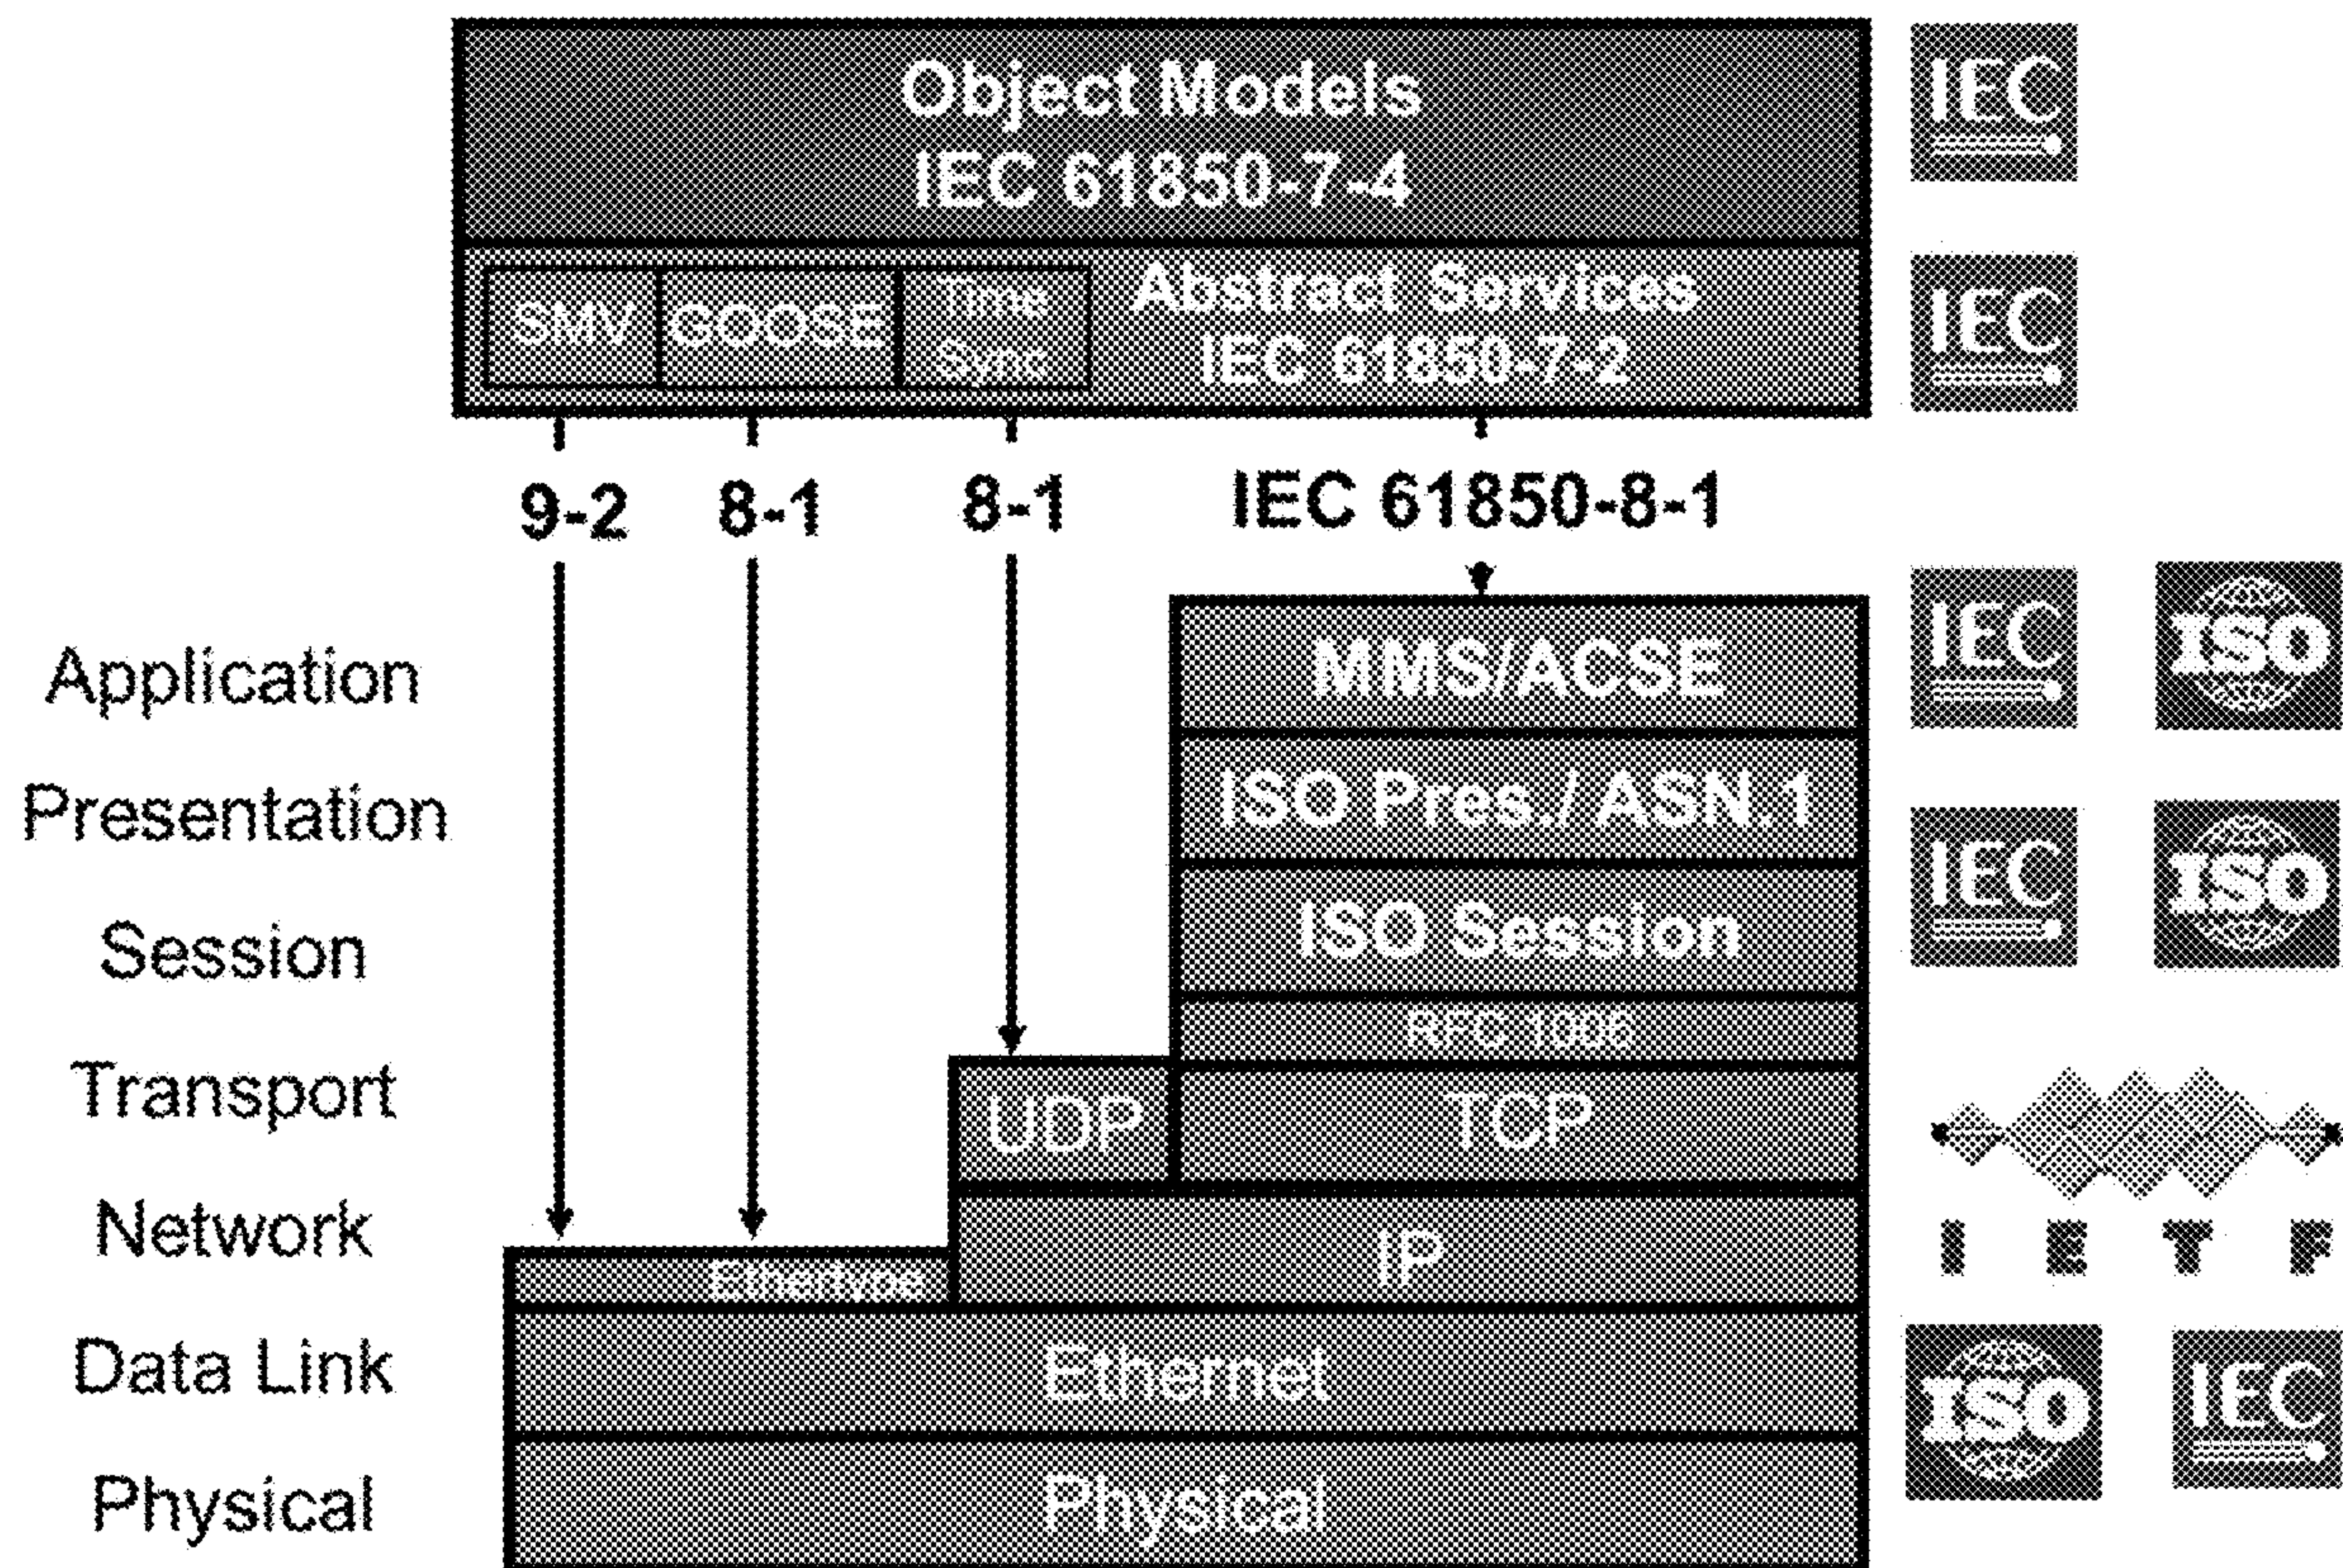 Object Models
IEC 61850-7-4
IEC
SMV
GOOSE
Time
Sync
Abstract Services
IEC 61850-7-2
IEC
9-2
8-1
8-1
IEC 61850-8-1
Application
MMS/ACSE
IEC
ISO
Presentation
ISO Pres./ASN.1
Session
ISO Session
IEC
ISO
RFC 1006
Transport
UDP
TCP
Network
Ethertype
IP
I E T F
Data Link
Ethernet
ISO
IEC
Physical
Physical